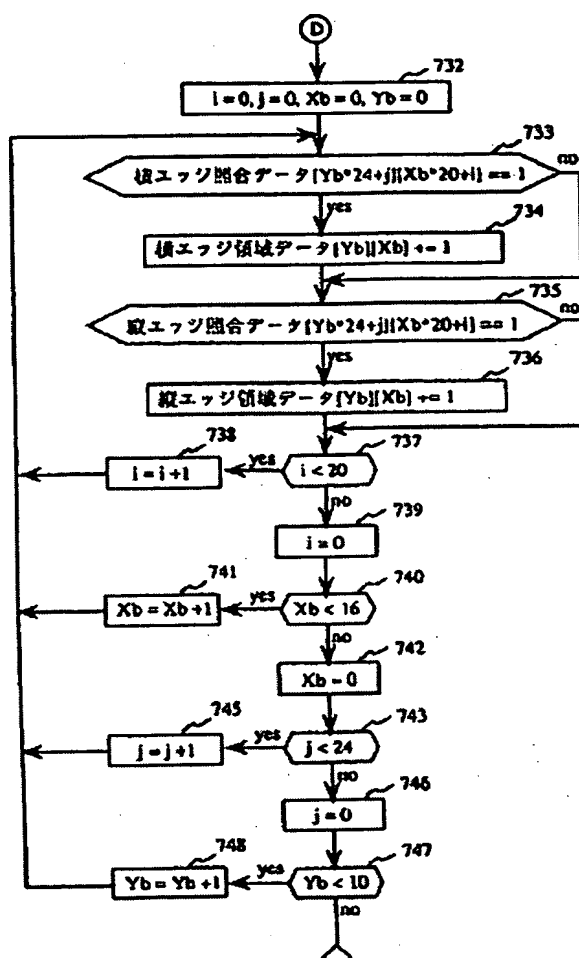 D
732
i=0, j=0, Xb=0, Yb=0
733
横エッジ照合データ[Yb*24+j][Xb*20+i] == 1
no
yes
734
横エッジ領域データ[Yb][Xb] += 1
735
縦エッジ照合データ[Yb*24+j][Xb*20+i] == 1
no
yes
736
縦エッジ領域データ[Yb][Xb] += 1
737
738
i < 20
yes
i = i+1
no
739
i = 0
740
741
Xb < 16
yes
Xb = Xb+1
no
742
Xb = 0
743
745
j < 24
yes
j = j+1
no
746
j = 0
747
748
Yb < 10
yes
Yb = Yb+1
no